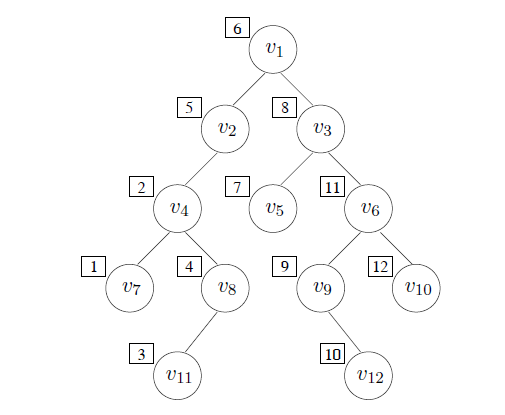 6
v₁
5 8
v₂ v₃
2 7 11
v₄ v₅ v₆
1 4 9 12
v₇ v₈ v₉ v₁₀
3 10
v₁₁ v₁₂